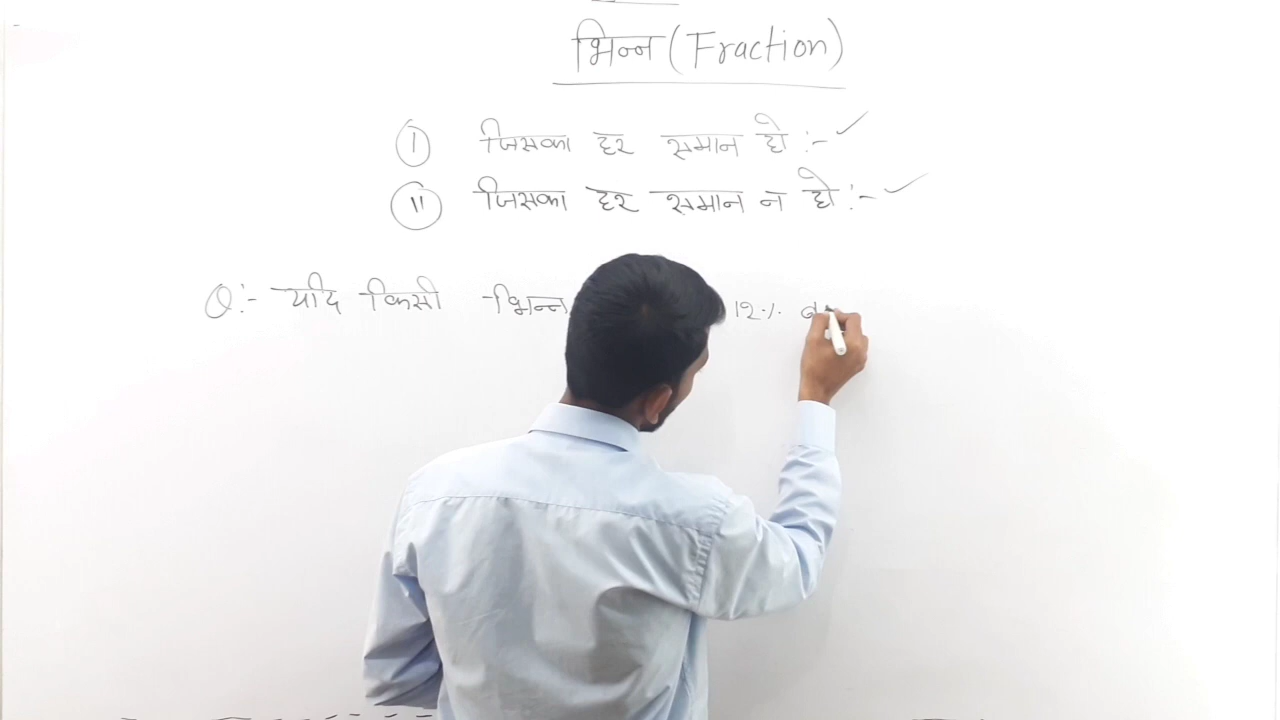 भिन्न (Fraction)
I जिसका हर समान हो :- ✓
II जिसका हर समान न हो :- ✓
Q:- यदि किसी भिन्न 12%